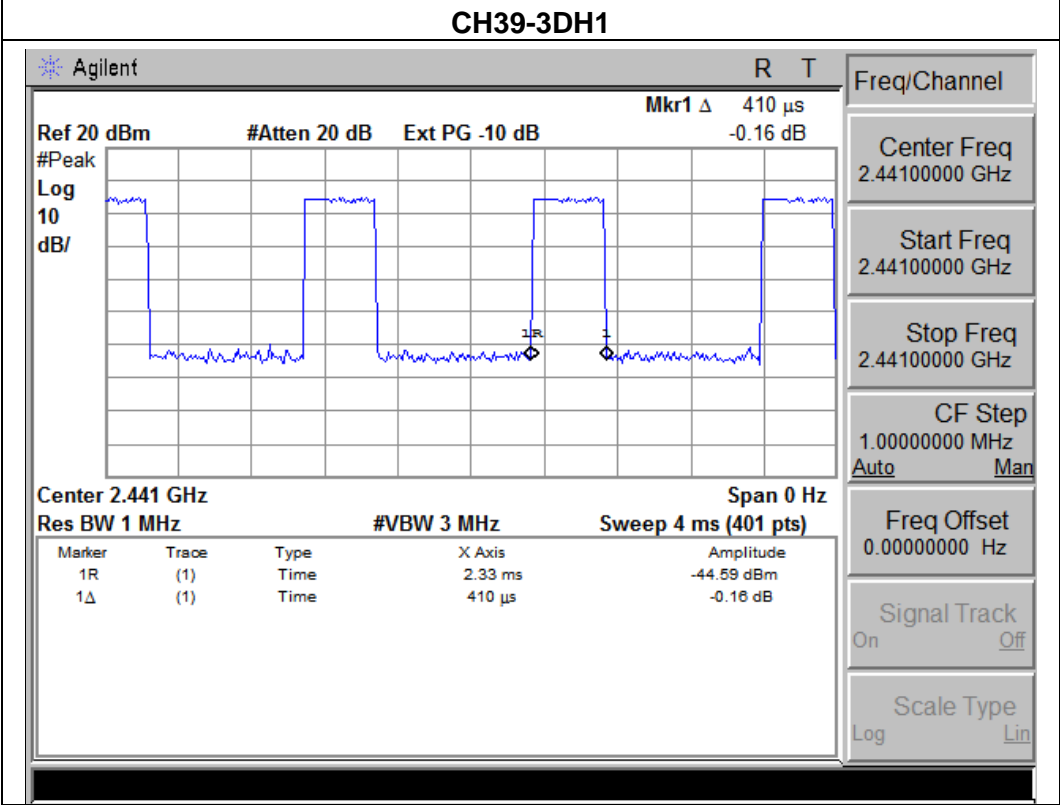 CH39-3DH1
Agilent R T
Mkr1 Δ 410 μs
Ref 20 dBm #Atten 20 dB Ext PG -10 dB -0.16 dB
#Peak
Log
10
dB/
1R 1
Center 2.441 GHz Span 0 Hz
Res BW 1 MHz #VBW 3 MHz Sweep 4 ms (401 pts)
Marker Trace Type X Axis Amplitude
1R (1) Time 2.33 ms -44.59 dBm
1Δ (1) Time 410 μs -0.16 dB
Freq/Channel
Center Freq
2.44100000 GHz
Start Freq
2.44100000 GHz
Stop Freq
2.44100000 GHz
CF Step
1.00000000 MHz
Auto Man
Freq Offset
0.00000000 Hz
Signal Track
On Off
Scale Type
Log Lin